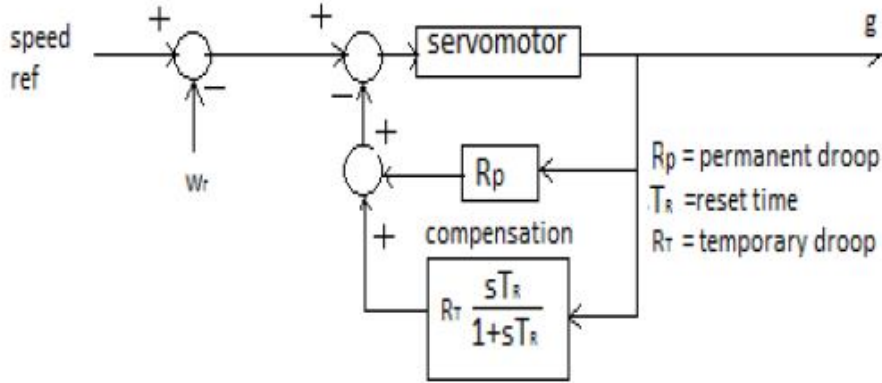 speed
ref
+
−
wr
+
−
servomotor
g
+
Rp
+
compensation
RT sTR
1+sTR
Rp = permanent droop
TR =reset time
RT = temporary droop